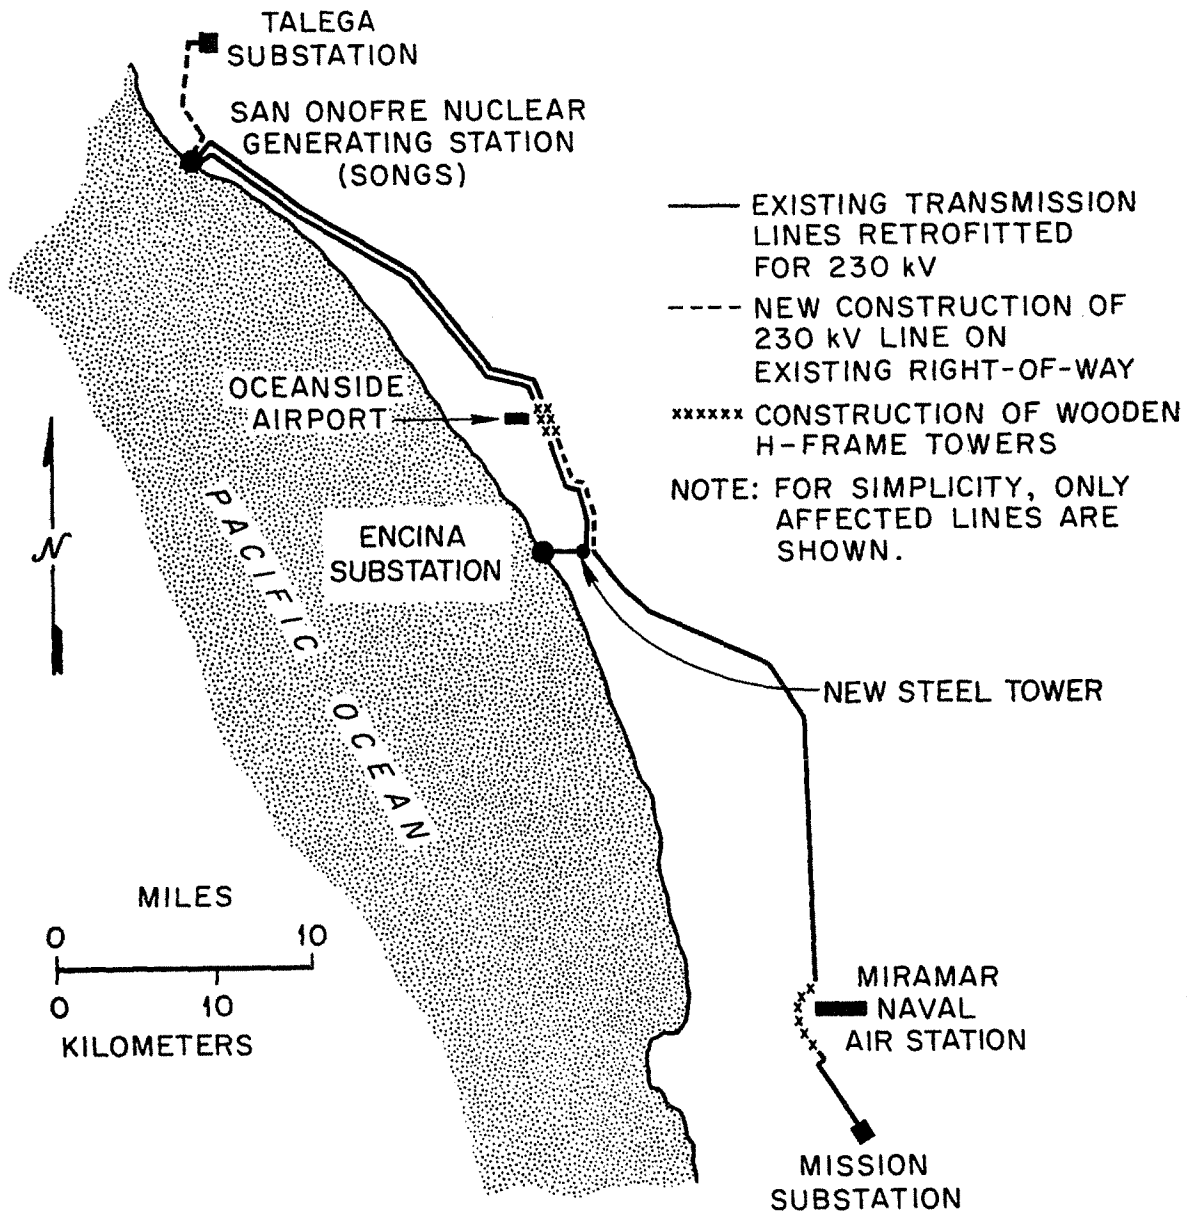 TALEGA
SUBSTATION
SAN ONOFRE NUCLEAR
GENERATING STATION
(SONGS)
EXISTING TRANSMISSION
LINES RETROFITTED
FOR 230 kV
NEW CONSTRUCTION OF
230 kV LINE ON
EXISTING RIGHT-OF-WAY
CONSTRUCTION OF WOODEN
H-FRAME TOWERS
NOTE: FOR SIMPLICITY, ONLY
AFFECTED LINES ARE
SHOWN.
OCEANSIDE
AIRPORT
N
ENCINA
SUBSTATION
PACIFIC OCEAN
NEW STEEL TOWER
MILES
0 10
0 10
KILOMETERS
MIRAMAR
NAVAL
AIR STATION
MISSION
SUBSTATION